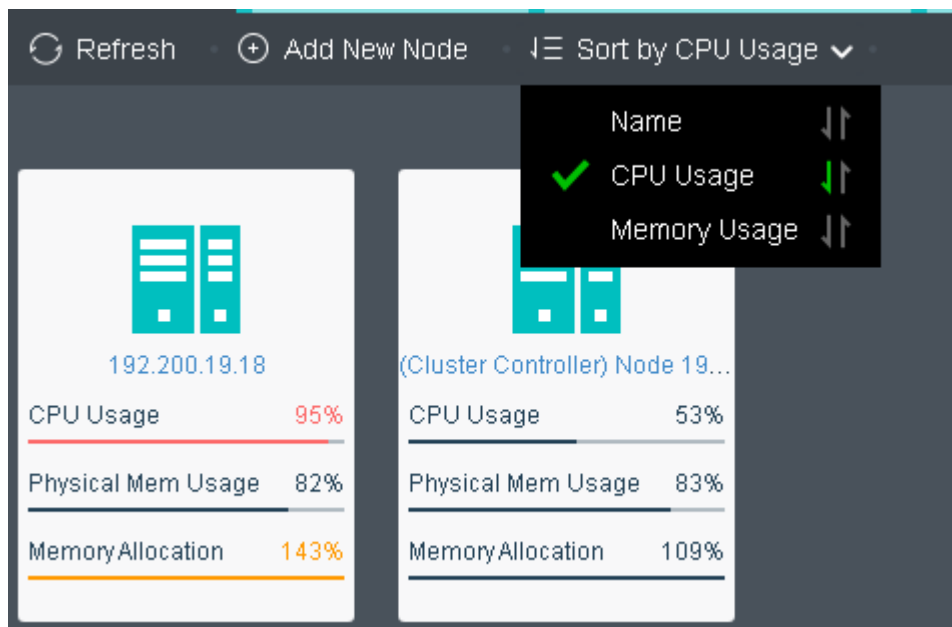 Refresh Add New Node Sort by CPU Usage
Name
CPU Usage
Memory Usage
192.200.19.18
CPU Usage 95%
Physical Mem Usage 82%
Memory Allocation 143%
(Cluster Controller) Node 19...
CPU Usage 53%
Physical Mem Usage 83%
Memory Allocation 109%